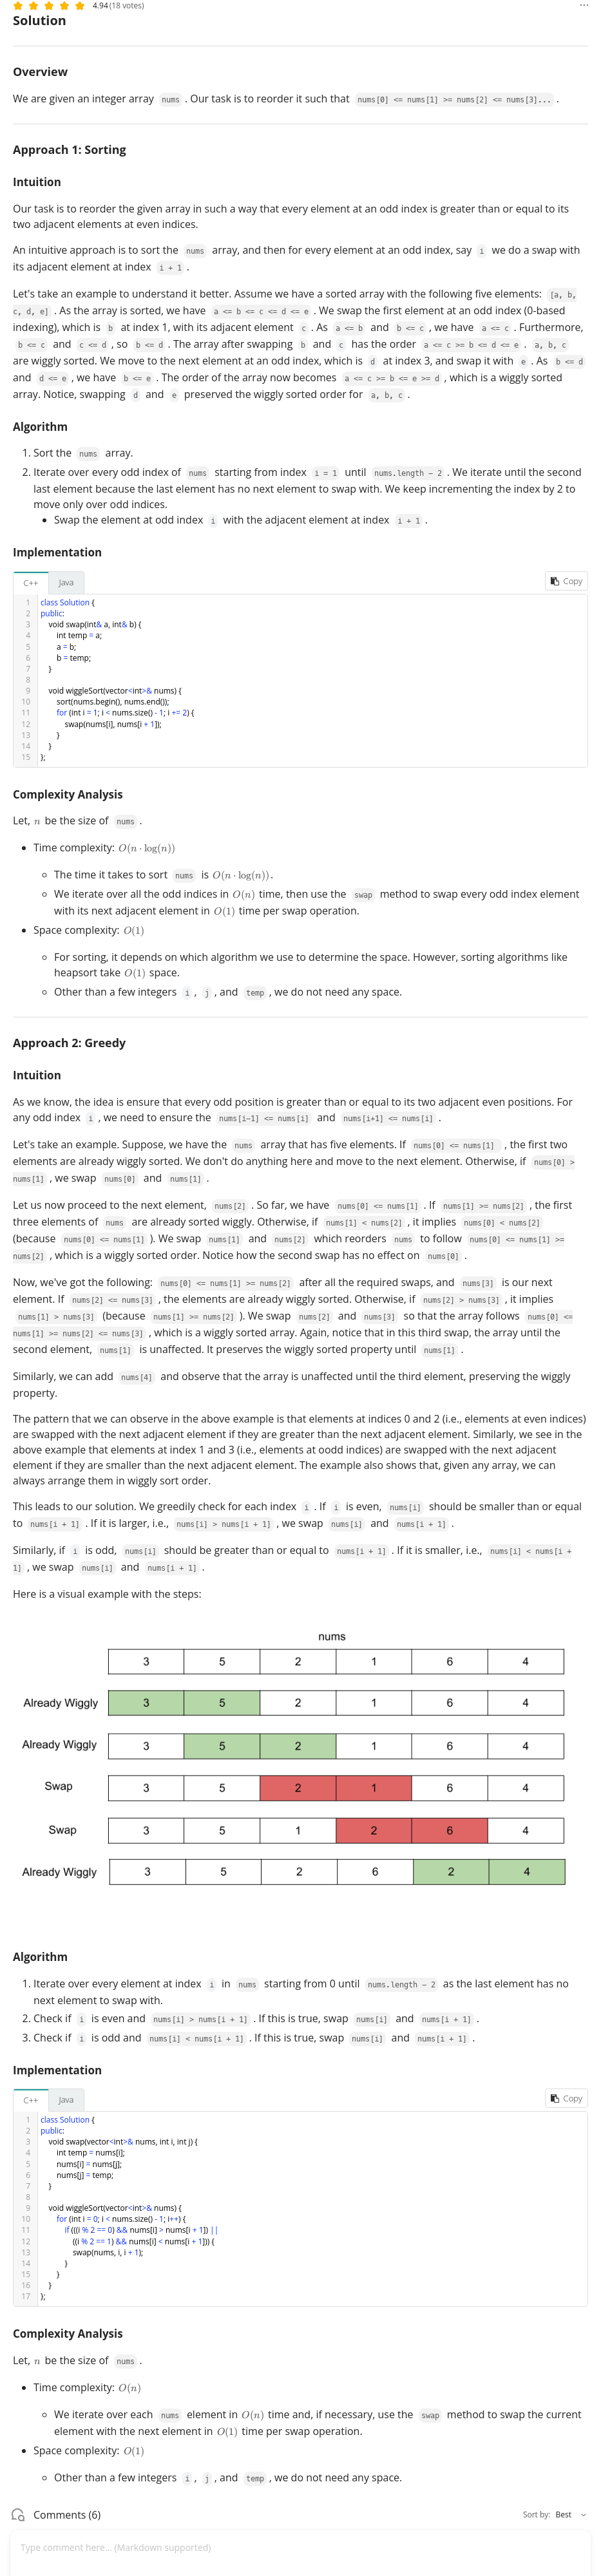 4.94 (18 votes)
Solution
Overview
We are given an integer array nums . Our task is to reorder it such that nums[0] <= nums[1] >= nums[2] <= nums[3]... .
Approach 1: Sorting
Intuition
Our task is to reorder the given array in such a way that every element at an odd index is greater than or equal to its
two adjacent elements at even indices.
An intuitive approach is to sort the nums array, and then for every element at an odd index, say i we do a swap with
its adjacent element at index i + 1 .
Let's take an example to understand it better. Assume we have a sorted array with the following five elements: [a, b,
c, d, e] . As the array is sorted, we have a <= b <= c <= d <= e . We swap the first element at an odd index (0-based
indexing), which is b at index 1, with its adjacent element c . As a <= b and b <= c , we have a <= c . Furthermore,
b <= c and c <= d , so b <= d . The array after swapping b and c has the order a <= c >= b <= d <= e . a, b, c
are wiggly sorted. We move to the next element at an odd index, which is d at index 3, and swap it with e . As b <= d
and d <= e , we have b <= e . The order of the array now becomes a <= c >= b <= e >= d , which is a wiggly sorted
array. Notice, swapping d and e preserved the wiggly sorted order for a, b, c .
Algorithm
1. Sort the nums array.
2. Iterate over every odd index of nums starting from index i = 1 until nums.length - 2 . We iterate until the second
last element because the last element has no next element to swap with. We keep incrementing the index by 2 to
move only over odd indices.
• Swap the element at odd index i with the adjacent element at index i + 1 .
Implementation
C++ Java Copy
1 class Solution {
2 public:
3 void swap(int& a, int& b) {
4 int temp = a;
5 a = b;
6 b = temp;
7 }
8
9 void wiggleSort(vector<int>& nums) {
10 sort(nums.begin(), nums.end());
11 for (int i = 1; i < nums.size() - 1; i += 2) {
12 swap(nums[i], nums[i + 1]);
13 }
14 }
15 };
Complexity Analysis
Let, n be the size of nums .
• Time complexity: O(n · log(n))
◦ The time it takes to sort nums is O(n · log(n)).
◦ We iterate over all the odd indices in O(n) time, then use the swap method to swap every odd index element
with its next adjacent element in O(1) time per swap operation.
• Space complexity: O(1)
◦ For sorting, it depends on which algorithm we use to determine the space. However, sorting algorithms like
heapsort take O(1) space.
◦ Other than a few integers i , j , and temp , we do not need any space.
Approach 2: Greedy
Intuition
As we know, the idea is ensure that every odd position is greater than or equal to its two adjacent even positions. For
any odd index i , we need to ensure the nums[i-1] <= nums[i] and nums[i+1] <= nums[i] .
Let's take an example. Suppose, we have the nums array that has five elements. If nums[0] <= nums[1] , the first two
elements are already wiggly sorted. We don't do anything here and move to the next element. Otherwise, if nums[0] >
nums[1] , we swap nums[0] and nums[1] .
Let us now proceed to the next element, nums[2] . So far, we have nums[0] <= nums[1] . If nums[1] >= nums[2] , the first
three elements of nums are already sorted wiggly. Otherwise, if nums[1] < nums[2] , it implies nums[0] < nums[2]
(because nums[0] <= nums[1] ). We swap nums[1] and nums[2] which reorders nums to follow nums[0] <= nums[1] >=
nums[2] , which is a wiggly sorted order. Notice how the second swap has no effect on nums[0] .
Now, we've got the following: nums[0] <= nums[1] >= nums[2] after all the required swaps, and nums[3] is our next
element. If nums[2] <= nums[3] , the elements are already wiggly sorted. Otherwise, if nums[2] > nums[3] , it implies
nums[1] > nums[3] (because nums[1] >= nums[2] ). We swap nums[2] and nums[3] so that the array follows nums[0] <=
nums[1] >= nums[2] <= nums[3] , which is a wiggly sorted array. Again, notice that in this third swap, the array until the
second element, nums[1] is unaffected. It preserves the wiggly sorted property until nums[1] .
Similarly, we can add nums[4] and observe that the array is unaffected until the third element, preserving the wiggly
property.
The pattern that we can observe in the above example is that elements at indices 0 and 2 (i.e., elements at even indices)
are swapped with the next adjacent element if they are greater than the next adjacent element. Similarly, we see in the
above example that elements at index 1 and 3 (i.e., elements at oodd indices) are swapped with the next adjacent
element if they are smaller than the next adjacent element. The example also shows that, given any array, we can
always arrange them in wiggly sort order.
This leads to our solution. We greedily check for each index i . If i is even, nums[i] should be smaller than or equal
to nums[i + 1] . If it is larger, i.e., nums[i] > nums[i + 1] , we swap nums[i] and nums[i + 1] .
Similarly, if i is odd, nums[i] should be greater than or equal to nums[i + 1] . If it is smaller, i.e., nums[i] < nums[i +
1] , we swap nums[i] and nums[i + 1] .
Here is a visual example with the steps:
nums
3 5 2 1 6 4
Already Wiggly 3 5 2 1 6 4
Already Wiggly 3 5 2 1 6 4
Swap 3 5 2 1 6 4
Swap 3 5 1 2 6 4
Already Wiggly 3 5 2 6 2 4
Algorithm
1. Iterate over every element at index i in nums starting from 0 until nums.length - 2 as the last element has no
next element to swap with.
2. Check if i is even and nums[i] > nums[i + 1] . If this is true, swap nums[i] and nums[i + 1] .
3. Check if i is odd and nums[i] < nums[i + 1] . If this is true, swap nums[i] and nums[i + 1] .
Implementation
C++ Java Copy
1 class Solution {
2 public:
3 void swap(vector<int>& nums, int i, int j) {
4 int temp = nums[i];
5 nums[i] = nums[j];
6 nums[j] = temp;
7 }
8
9 void wiggleSort(vector<int>& nums) {
10 for (int i = 0; i < nums.size() - 1; i++) {
11 if (((i % 2 == 0) && nums[i] > nums[i + 1]) ||
12 ((i % 2 == 1) && nums[i] < nums[i + 1])) {
13 swap(nums, i, i + 1);
14 }
15 }
16 }
17 };
Complexity Analysis
Let, n be the size of nums .
• Time complexity: O(n)
◦ We iterate over each nums element in O(n) time and, if necessary, use the swap method to swap the current
element with the next element in O(1) time per swap operation.
• Space complexity: O(1)
◦ Other than a few integers i , j , and temp , we do not need any space.
Comments (6) Sort by: Best
Type comment here... (Markdown supported)